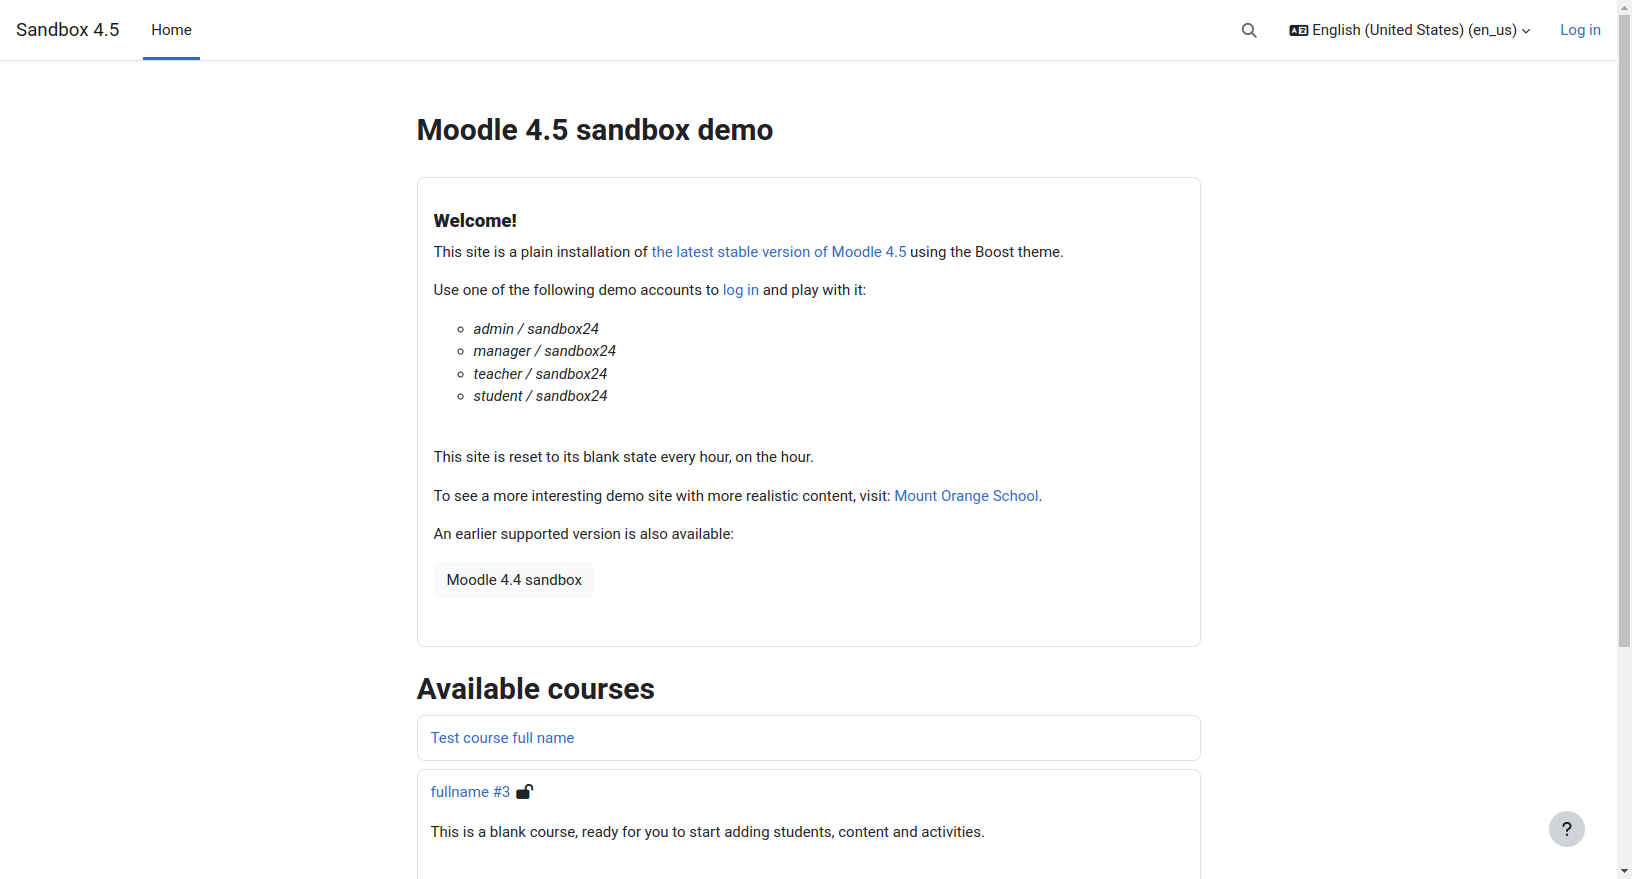 Sandbox 4.5
Home
English (United States) (en_us)
Log in
Moodle 4.5 sandbox demo
Welcome!
This site is a plain installation of the latest stable version of Moodle 4.5 using the Boost theme.
Use one of the following demo accounts to log in and play with it:
admin / sandbox24
manager / sandbox24
teacher / sandbox24
student / sandbox24
This site is reset to its blank state every hour, on the hour.
To see a more interesting demo site with more realistic content, visit: Mount Orange School.
An earlier supported version is also available:
Moodle 4.4 sandbox
Available courses
Test course full name
fullname #3
This is a blank course, ready for you to start adding students, content and activities.
?